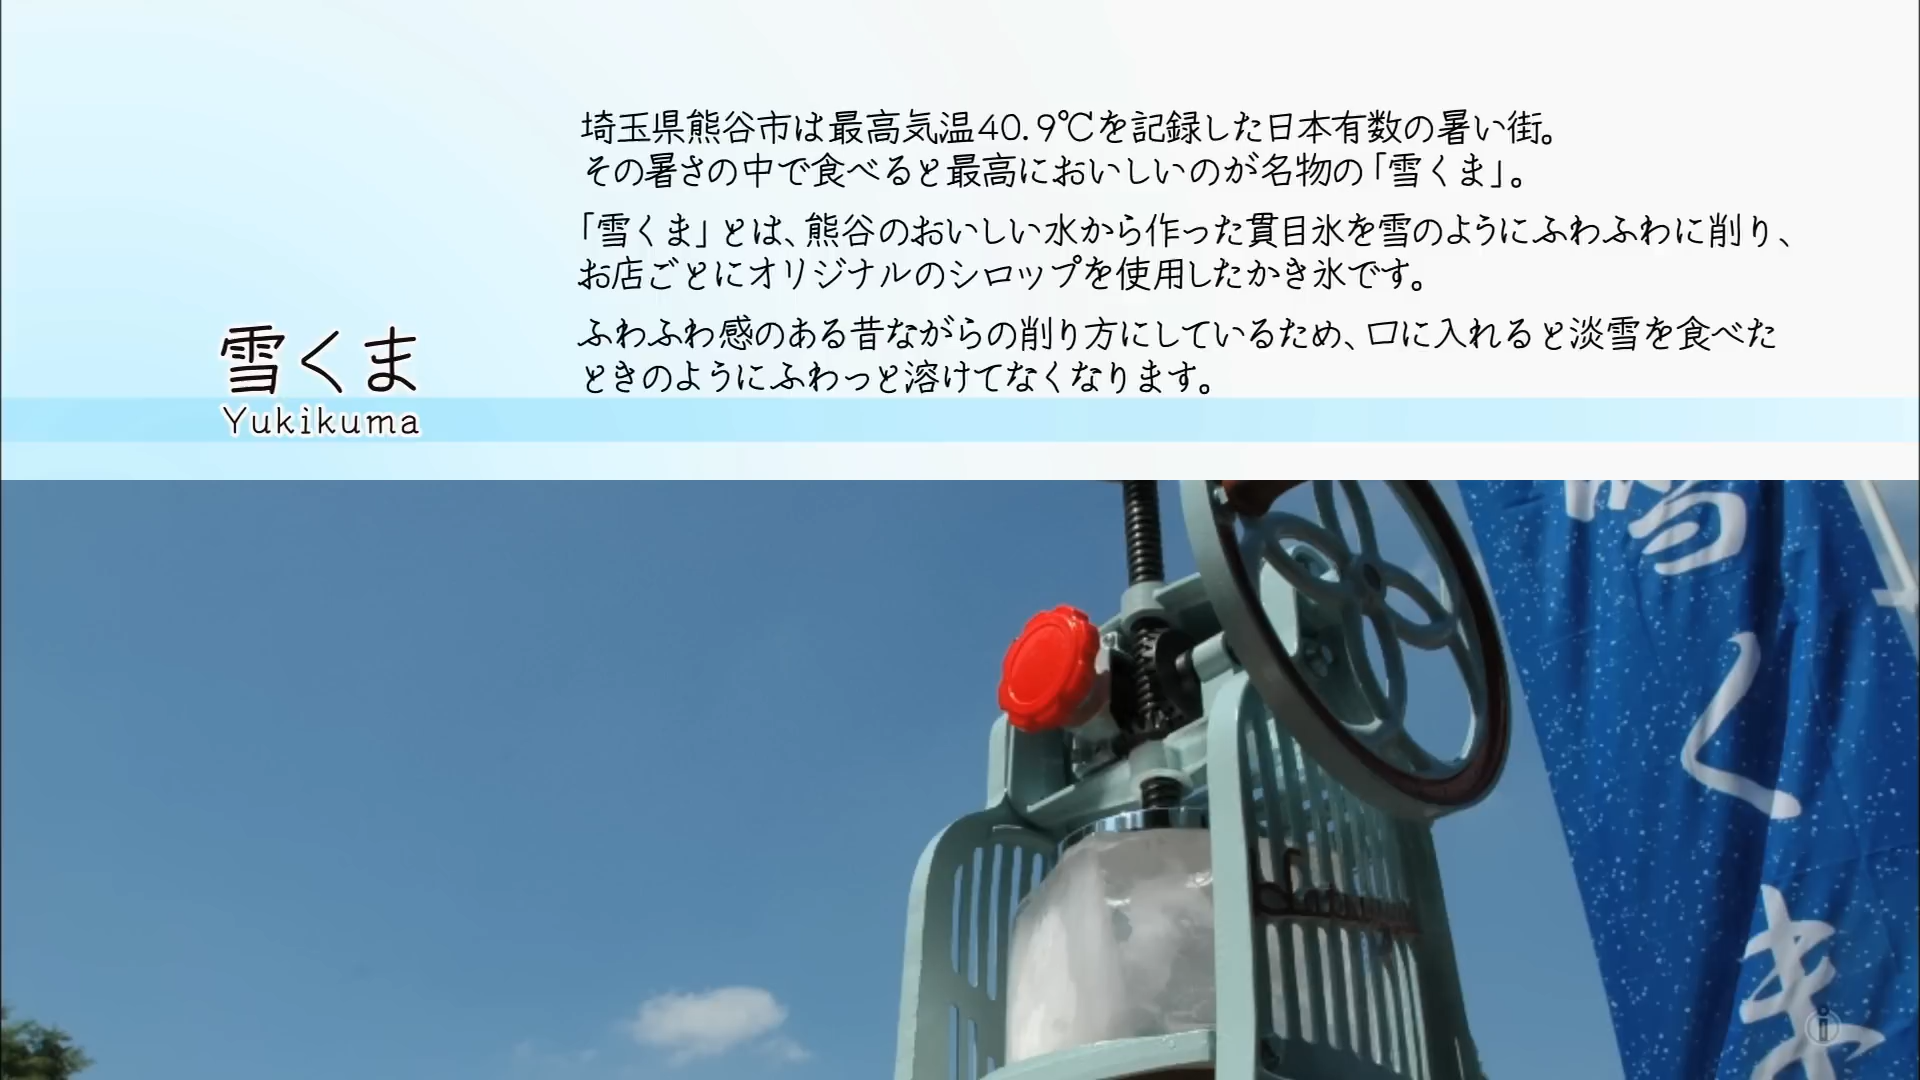 埼玉県熊谷市は最高気温40.9℃を記録した日本有数の暑い街。
その暑さの中で食べると最高においしいのが名物の「雪くま」。
「雪くま」とは、熊谷のおいしい水から作った貫目氷を雪のようにふわふわに削り、
お店ごとにオリジナルのシロップを使用したかき氷です。
ふわふわ感のある昔ながらの削り方にしているため、口に入れると淡雪を食べた
ときのようにふわっと溶けてなくなります。
雪くま
Yukikuma
雪くま